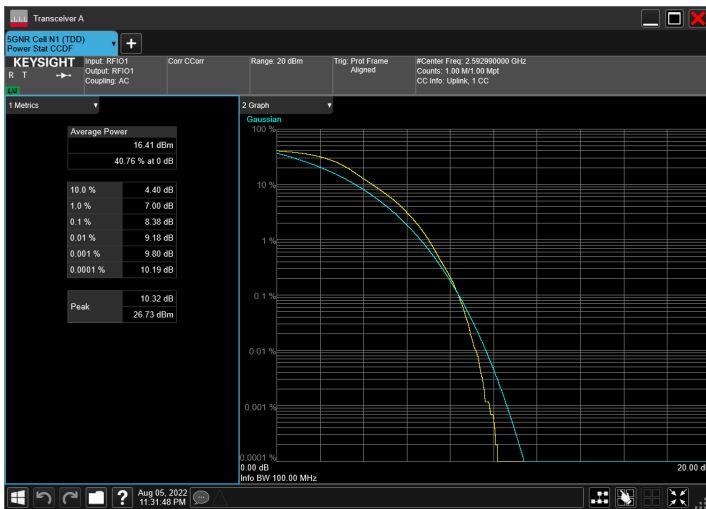 Transceiver A
5GNR Cell N1 (TDD)
Power Stat CCDF
KEYSIGHT
R T
LXI
Input: RFIO1
Output: RFIO1
Coupling: AC
Corr CCorr
Range: 20 dBm
Trig: Prot Frame
Aligned
#Center Freq: 2.592990000 GHz
Counts: 1.00 M/1.00 Mpt
CC Info: Uplink, 1 CC
1 Metrics
Average Power
16.41 dBm
40.76 % at 0 dB
10.0 % 4.40 dB
1.0 % 7.00 dB
0.1 % 8.38 dB
0.01 % 9.18 dB
0.001 % 9.80 dB
0.0001 % 10.19 dB
Peak 10.32 dB
26.73 dBm
2 Graph
Gaussian
100 %
10 %
1 %
0.1 %
0.01 %
0.001 %
0.0001 %
0.00 dB 20.00 d
Info BW 100.00 MHz
Aug 05, 2022
11:31:48 PM